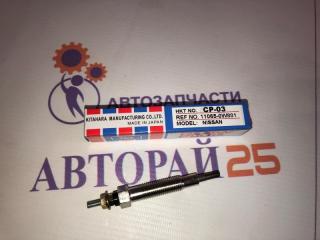 АВТОЗАПЧАСТИ
KITAHARA MANUFACTURING CO.,LTD.
MADE IN JAPAN
HKT NO. CP-03
REF NO. 11065-0W801
MODEL: NISSAN
АВТОРАЙ 25